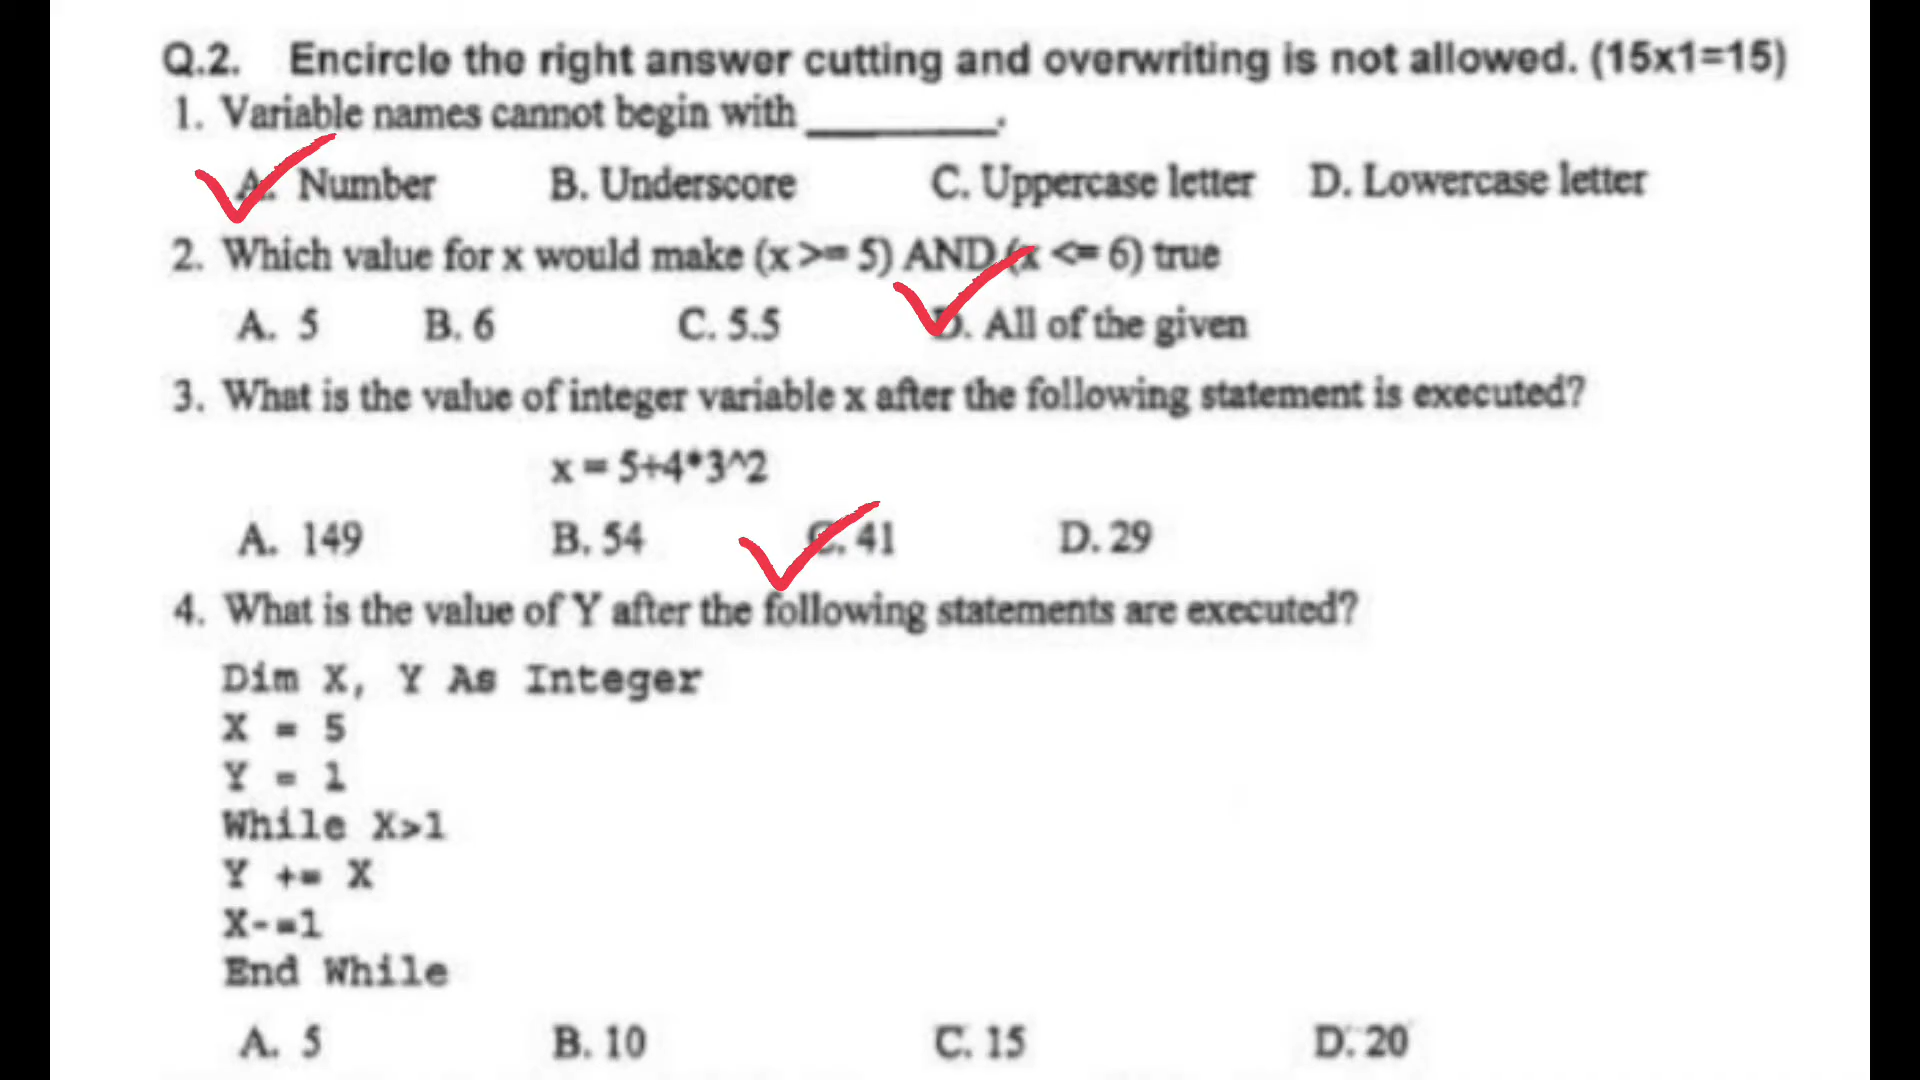 Q.2. Encircle the right answer cutting and overwriting is not allowed. (15x1=15)
1. Variable names cannot begin with ________.
A. Number B. Underscore C. Uppercase letter D. Lowercase letter
2. Which value for x would make (x >= 5) AND (x <= 6) true
A. 5 B. 6 C. 5.5 D. All of the given
3. What is the value of integer variable x after the following statement is executed?
x = 5+4*3^2
A. 149 B. 54 C. 41 D. 29
4. What is the value of Y after the following statements are executed?
Dim X, Y As Integer
X = 5
Y = 1
While X>1
Y += X
X-=1
End While
A. 5 B. 10 C. 15 D. 20